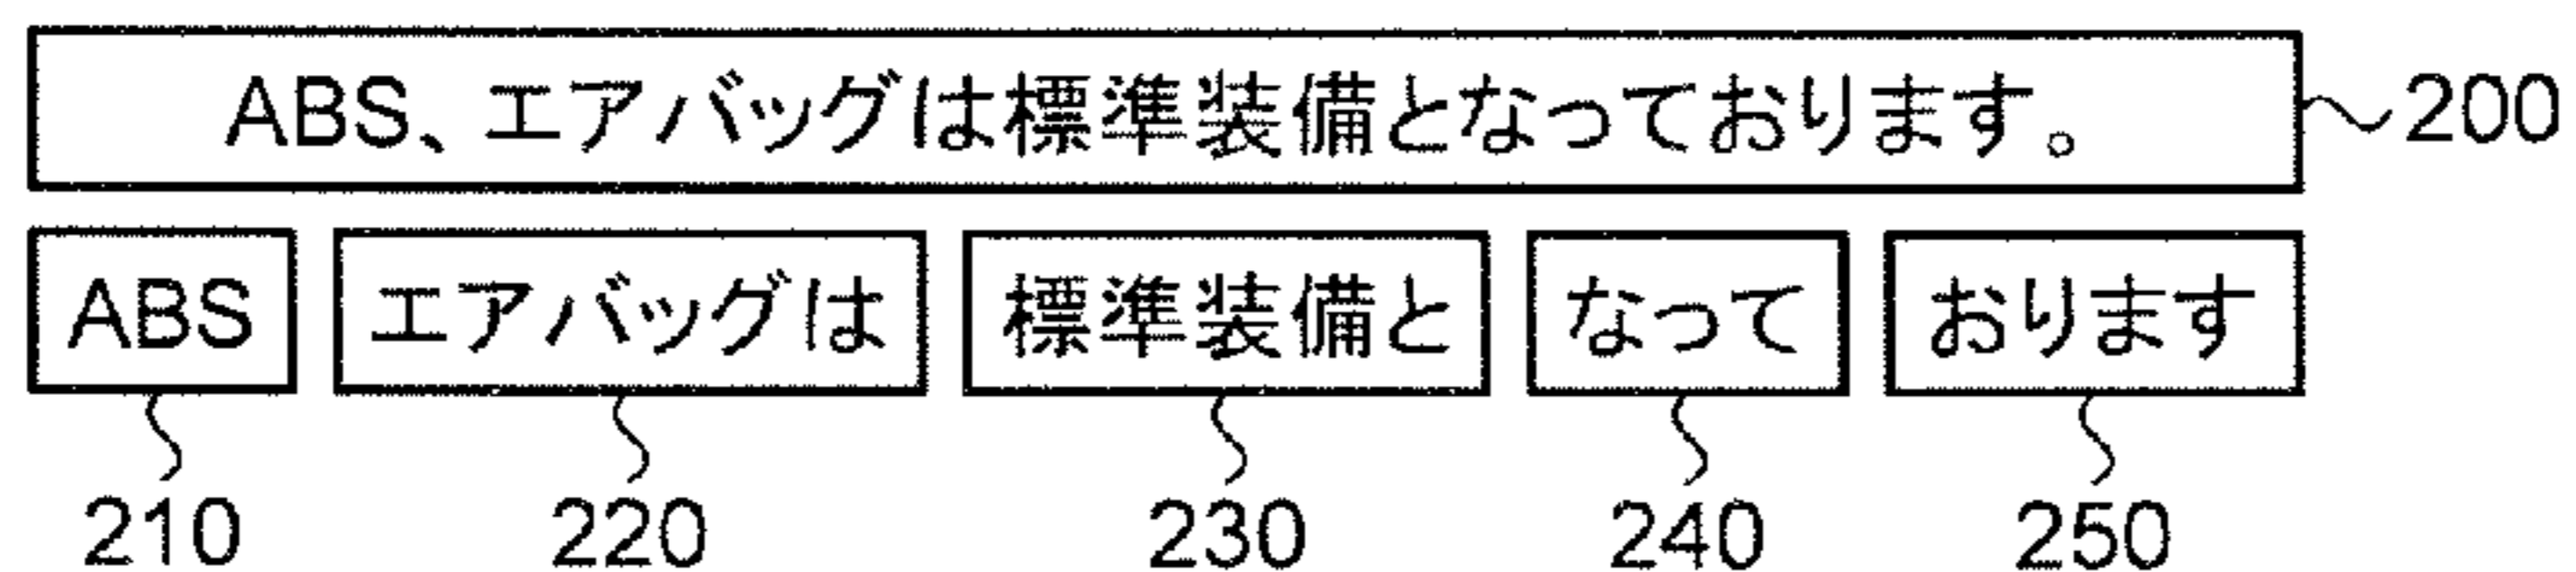 ABS、エアバッグは標準装備となっております。 200
ABS エアバッグは 標準装備と なって おります
210 220 230 240 250